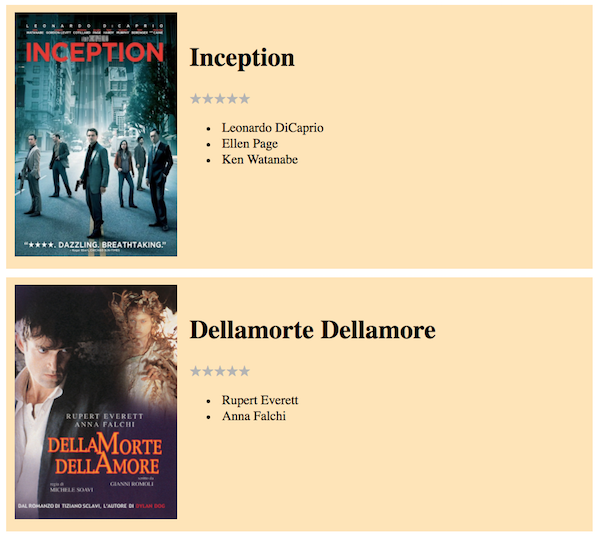 LEONARDO DiCAPRIO
INCEPTION
"★★★★. DAZZLING. BREATHTAKING."
Inception
★★★★★
• Leonardo DiCaprio
• Ellen Page
• Ken Watanabe
RUPERT EVERETT
ANNA FALCHI
DELLAMORTE
DELLAMORE
regia di
MICHELE SOAVI
GIANNI ROMOLI
DAL ROMANZO DI TIZIANO SCLAVI, L'AUTORE DI DYLAN DOG
Dellamorte Dellamore
★★★★★
• Rupert Everett
• Anna Falchi